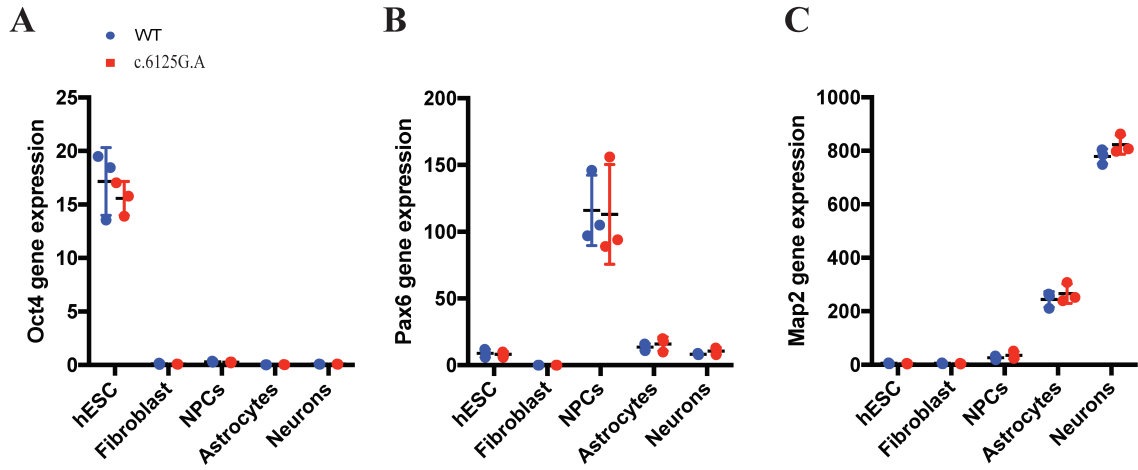 A
B
C
WT
c.6125G.A
Oct4 gene expression
25
20
15
10
5
0
hESC
Fibroblast
NPCs
Astrocytes
Neurons
Pax6 gene expression
200
150
100
50
0
hESC
Fibroblast
NPCs
Astrocytes
Neurons
Map2 gene expression
1000
800
600
400
200
0
hESC
Fibroblast
NPCs
Astrocytes
Neurons